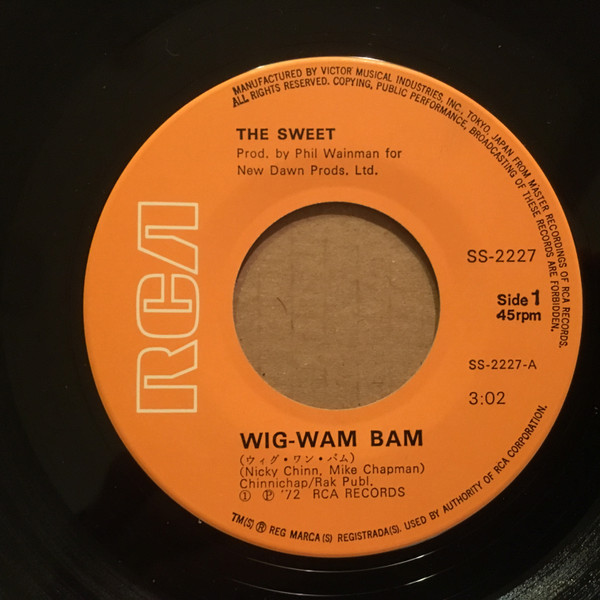 MANUFACTURED BY VICTOR MUSICAL INDUSTRIES, INC., TOKYO, JAPAN FROM MASTER RECORDINGS OF RCA RECORDS.
ALL RIGHTS RESERVED. COPYING, PUBLIC PERFORMANCE, BROADCASTING OF THESE RECORDS ARE FORBIDDEN.
THE SWEET
Prod. by Phil Wainman for
New Dawn Prods, Ltd.
RCA
SS-2227
Side 1
45rpm
SS-2227-A
3:02
WIG-WAM BAM
(ウィグ・ワン・バム)
(Nicky Chinn, Mike Chapman)
Chinnichap/Rak Publ.
① Ⓟ '72 RCA RECORDS
TM(S) ® REG MARCA(S) REGISTRADA(S). USED BY AUTHORITY OF RCA CORPORATION.